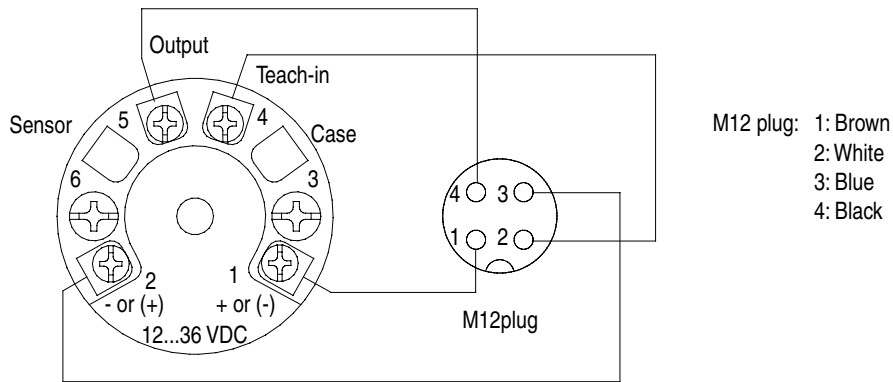 Output
Teach-in
Sensor
5
4
Case
6
3
2
1
- or (+)
+ or (-)
12...36 VDC
4
3
1
2
M12plug
M12 plug: 1: Brown
2: White
3: Blue
4: Black